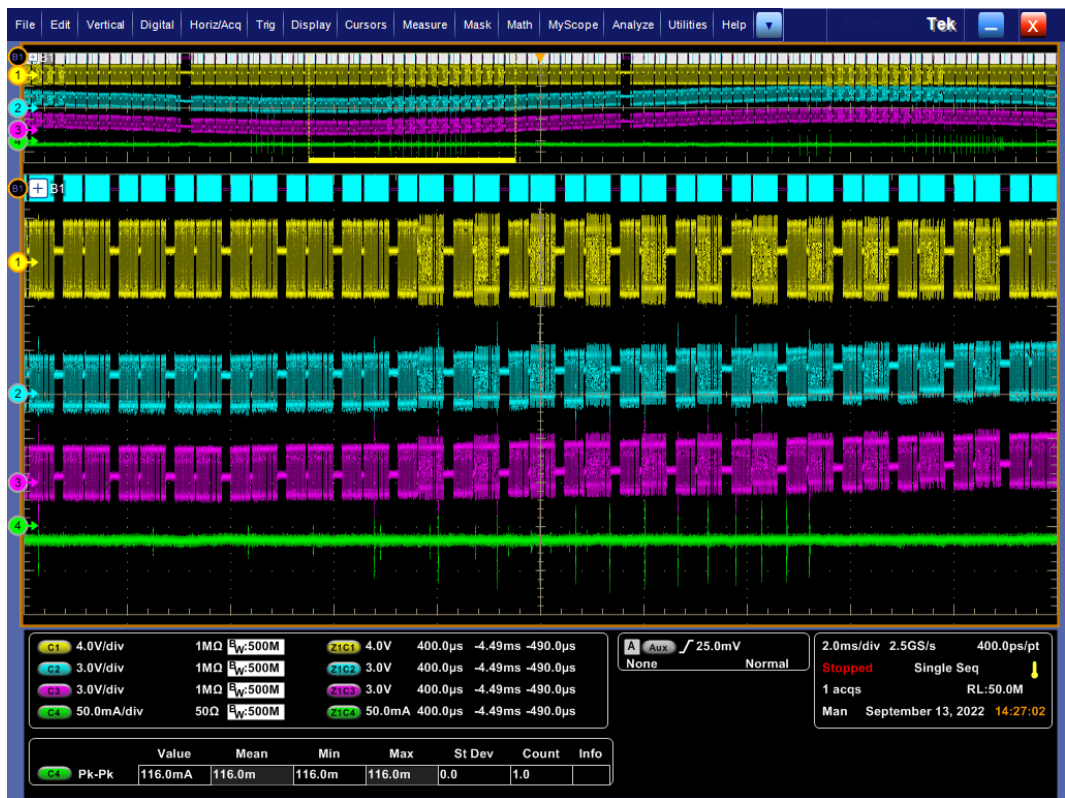 File Edit Vertical Digital Horiz/Acq Trig Display Cursors Measure Mask Math MyScope Analyze Utilities Help Tek X
B1 B1
1
2
3
B1 + B1
1
2
3
4
C1 4.0V/div 1MΩ BW:500M Z1C1 4.0V 400.0µs -4.49ms -490.0µs
C2 3.0V/div 1MΩ BW:500M Z1C2 3.0V 400.0µs -4.49ms -490.0µs
C3 3.0V/div 1MΩ BW:500M Z1C3 3.0V 400.0µs -4.49ms -490.0µs
C4 50.0mA/div 50Ω BW:500M Z1C4 50.0mA 400.0µs -4.49ms -490.0µs
A Aux 25.0mV
None Normal
2.0ms/div 2.5GS/s 400.0ps/pt
Stopped Single Seq
1 acqs RL:50.0M
Man September 13, 2022 14:27:02
Value Mean Min Max St Dev Count Info
C4 Pk-Pk 116.0mA 116.0m 116.0m 116.0m 0.0 1.0